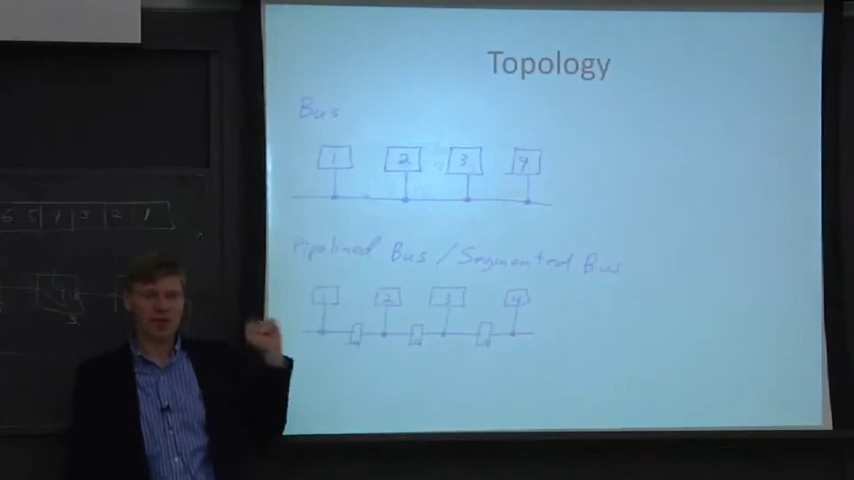 Topology
Bus
1 2 3 4
Pipelined Bus / Segmented Bus
1 2 3 4
6 5 4 3 2 1